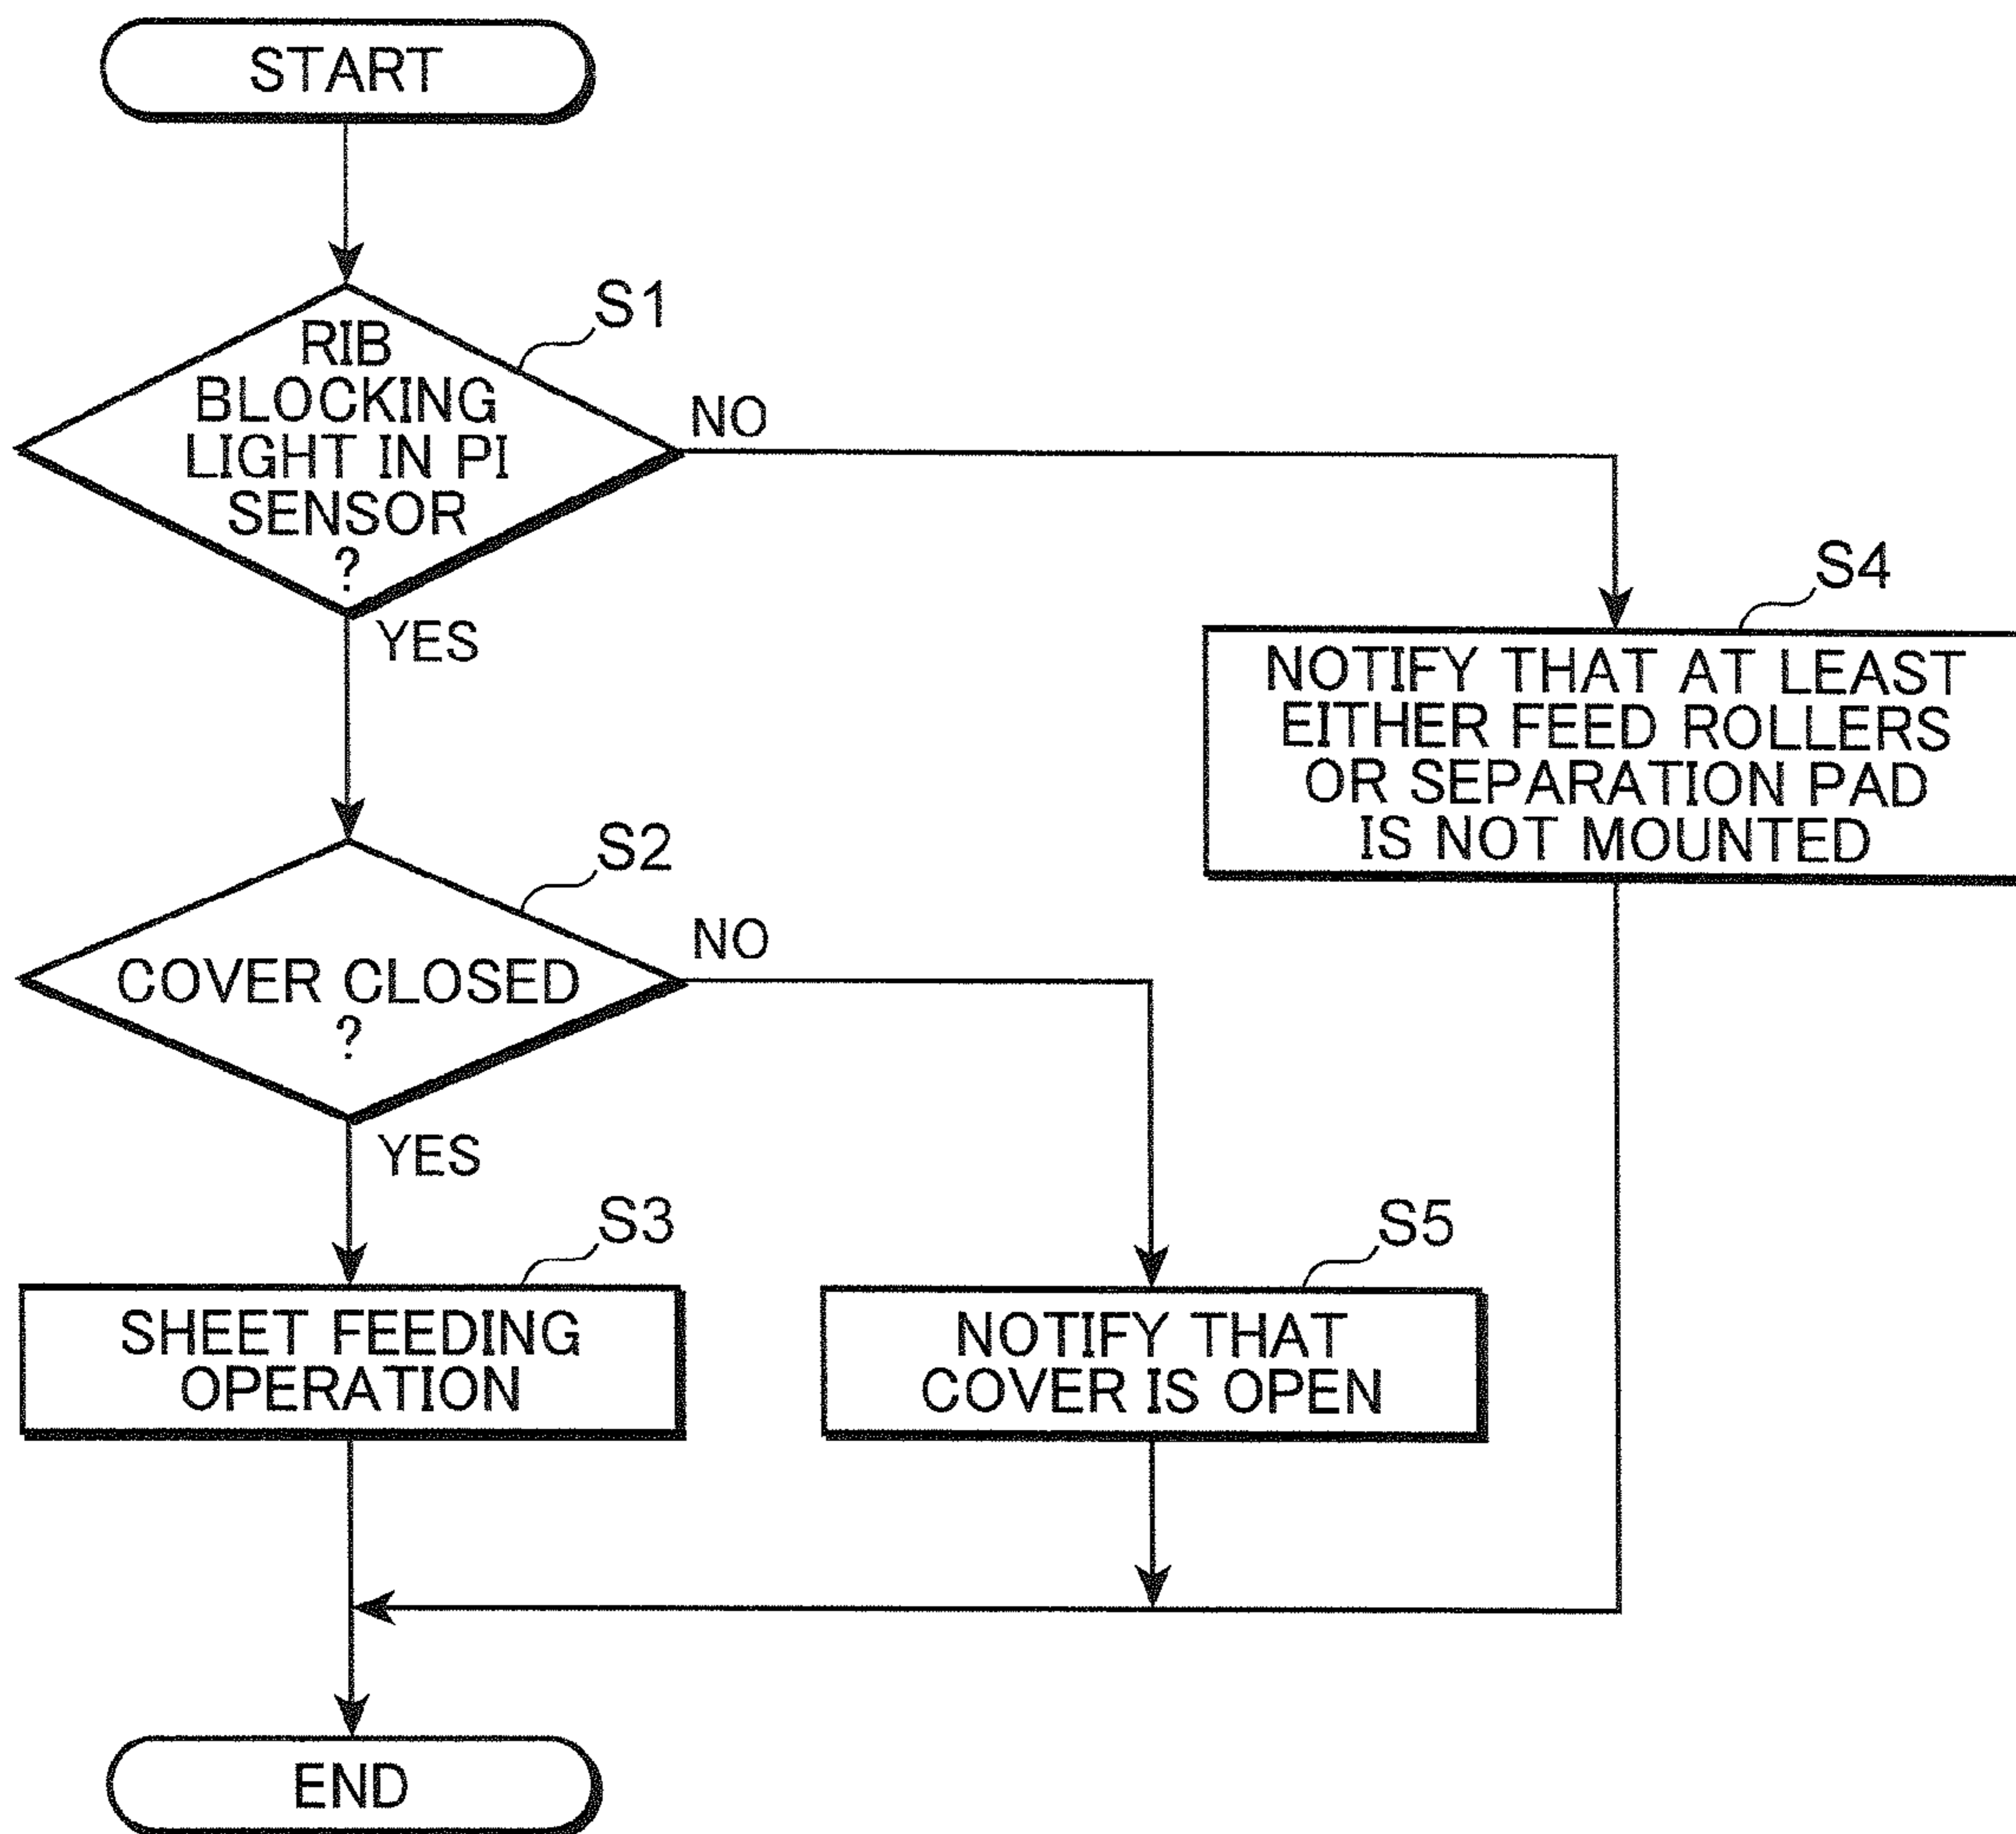 START
S1
RIB
BLOCKING
LIGHT IN PI
SENSOR
?
NO
YES
S4
NOTIFY THAT AT LEAST
EITHER FEED ROLLERS
OR SEPARATION PAD
IS NOT MOUNTED
S2
COVER CLOSED
?
NO
YES
S3
SHEET FEEDING
OPERATION
S5
NOTIFY THAT
COVER IS OPEN
END